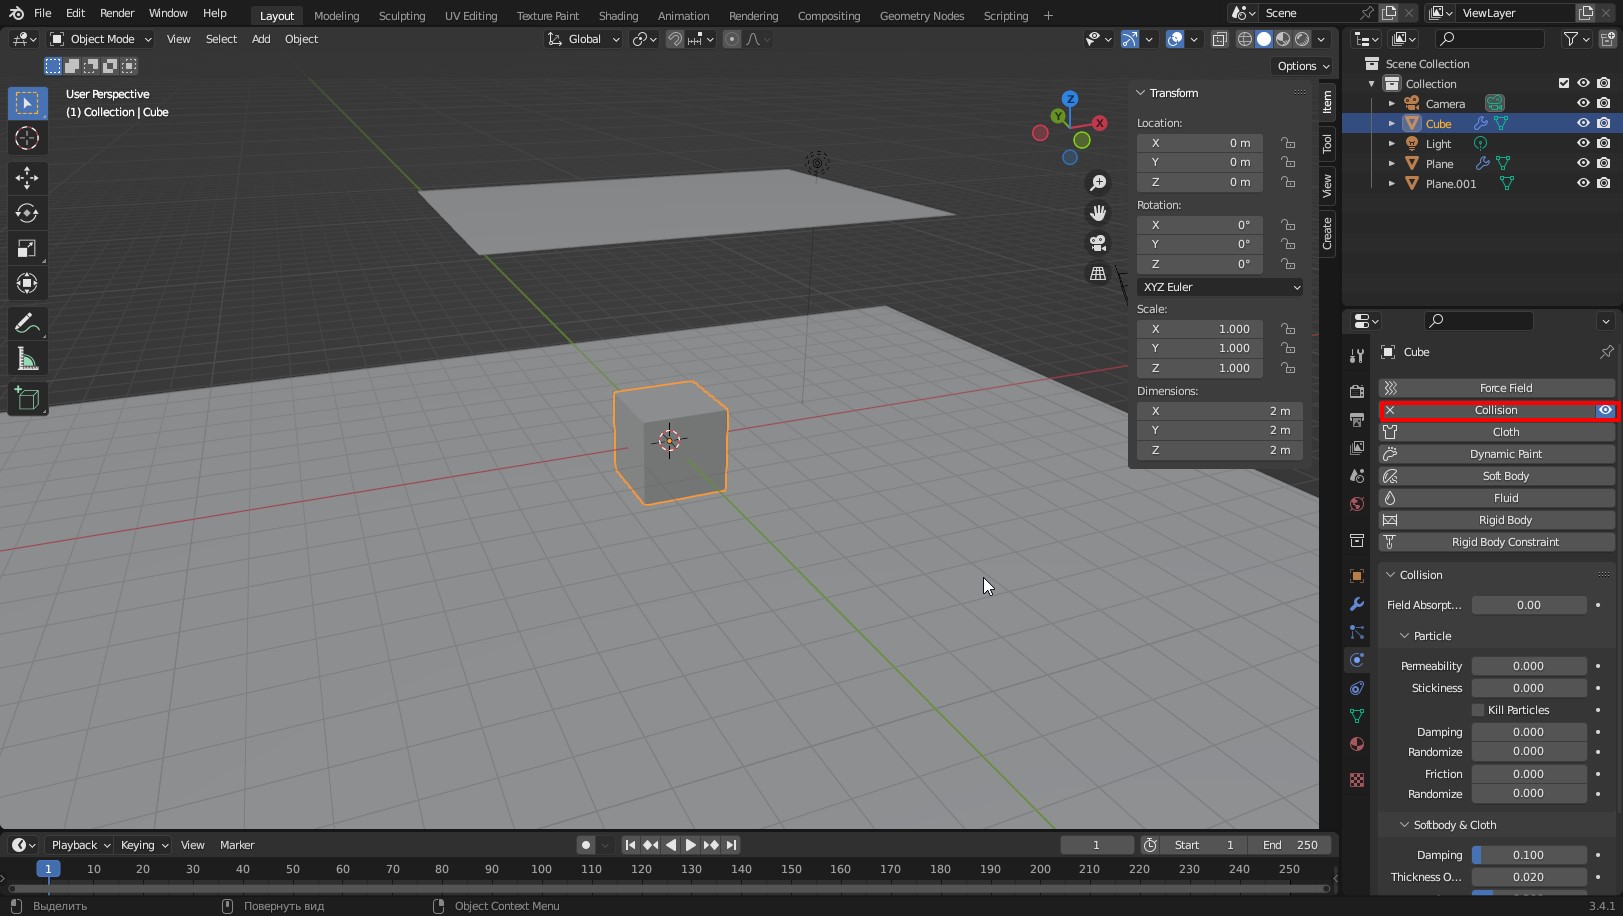 File Edit Render Window Help Layout Modeling Sculpting UV Editing Texture Paint Shading Animation Rendering Compositing Geometry Nodes Scripting + Scene ViewLayer
Object Mode View Select Add Object Global
Options
User Perspective
(1) Collection | Cube
Z
Y
X
Transform
Location:
X 0 m
Y 0 m
Z 0 m
Rotation:
X 0°
Y 0°
Z 0°
XYZ Euler
Scale:
X 1.000
Y 1.000
Z 1.000
Dimensions:
X 2 m
Y 2 m
Z 2 m
Item
Tool
View
Create
Scene Collection
Collection
Camera
Cube
Light
Plane
Plane.001
Cube
Force Field
Collision
Cloth
Dynamic Paint
Soft Body
Fluid
Rigid Body
Rigid Body Constraint
Collision
Field Absorpt... 0.00
Particle
Permeability 0.000
Stickiness 0.000
Kill Particles
Damping 0.000
Randomize 0.000
Friction 0.000
Randomize 0.000
Softbody & Cloth
Damping 0.100
Thickness O... 0.020
Playback Keying View Marker 1 Start 1 End 250
1 10 20 30 40 50 60 70 80 90 100 110 120 130 140 150 160 170 180 190 200 210 220 230 240 250
Выделить Повернуть вид Object Context Menu 3.4.1